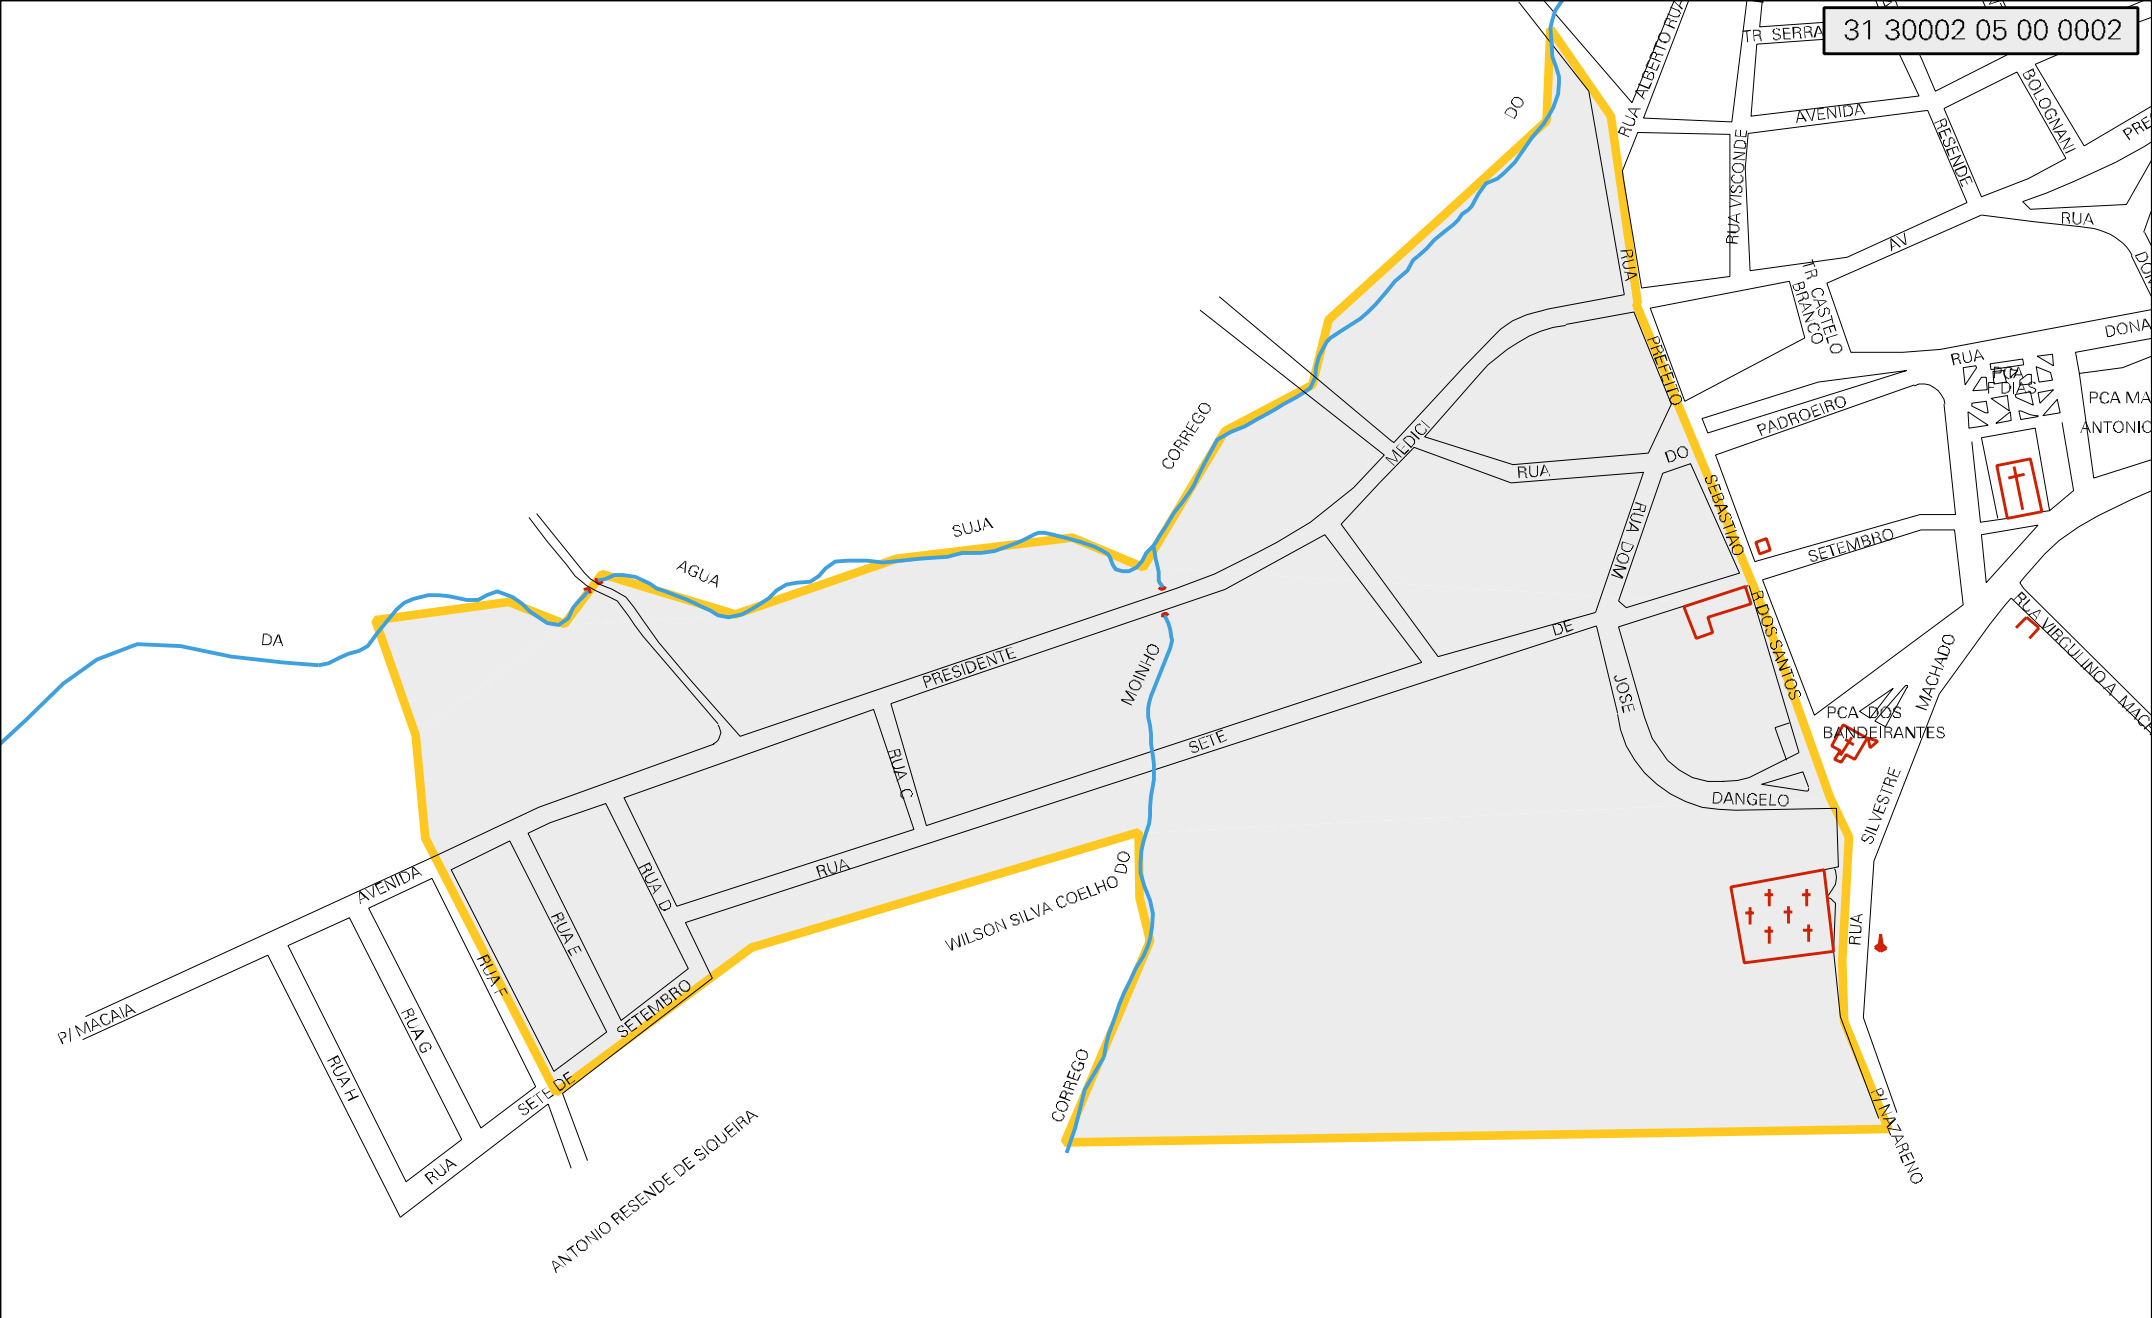 31 30002 05 00 0002
TR SERRA
RUA ALBERTO RUA
AVENIDA
BOLOGNANI
RESENDE
RUA VISCONDE
AV
RUA
DO
RUA
TR CASTELO
BRANCO
DONA
RUA
PCA
F DIAS
PCA MA
ANTONIO
PREFEITO
PADROEIRO
CORREGO
MEDICI
RUA
DO
SEBASTIAO
RUA DOM
SETEMBRO
SUJA
AGUA
DA
R DOS SANTOS
RUA VIRGULINO A. MACH
DE
MACHADO
PRESIDENTE
MOINHO
JOSE
PCA DOS
BANDEIRANTES
SETE
RUA C
DANGELO
SILVESTRE
RUA
RUA D
AVENIDA
DO
WILSON SILVA COELHO
RUA E
RUA F
RUA
SETEMBRO
P/ MACAIA
RUA G
RUA H
SETE DE
CORREGO
P/ NAZARENO
RUA
ANTONIO RESENDE DE SIQUEIRA